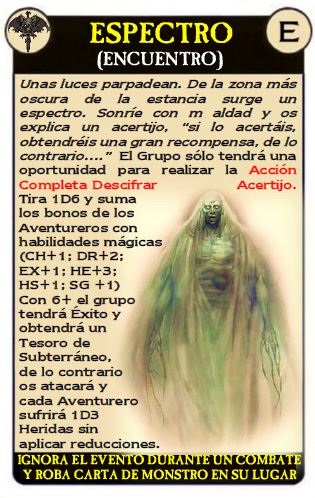 ESPECTRO
E
(ENCUENTRO)
Unas luces parpadean. De la zona más
oscura de la estancia surge un
espectro. Sonríe con m aldad y os
explica un acertijo, “si lo acertáis,
obtendréis una gran recompensa, de lo
contrario....” El Grupo sólo tendrá una
oportunidad para realizar la Acción
Completa Descifrar Acertijo.
Tira 1D6 y suma
los bonos de los
Aventureros con
habilidades mágicas
(CH+1; DR+2;
EX+1; HE+3;
HS+1; SG +1)
Con 6+ el grupo
tendrá Éxito y
obtendrá un
Tesoro de
Subterráneo,
de lo contrario
os atacará y
cada Aventurero
sufrirá 1D3
Heridas sin
aplicar reducciones.
IGNORA EL EVENTO DURANTE UN COMBATE
Y ROBA CARTA DE MONSTRO EN SU LUGAR